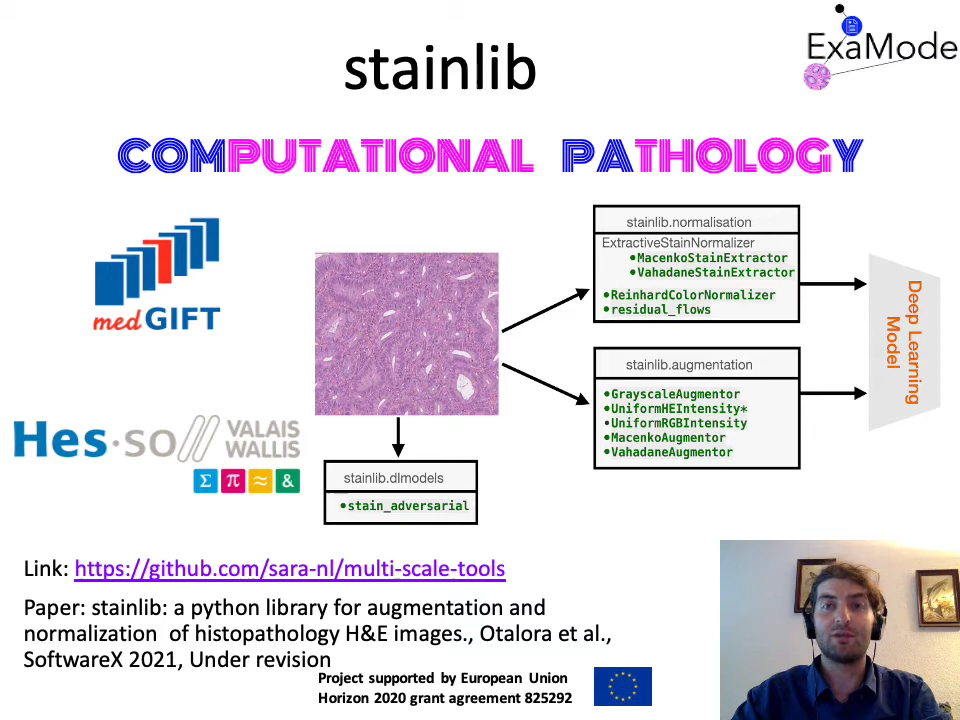 stainlib
ExaMode
COMPUTATIONAL PATHOLOGY
medGIFT
stainlib.normalisation
ExtractiveStainNormalizer
•MacenkoStainExtractor
•VahadaneStainExtractor
•ReinhardColorNormalizer
•residual_flows
Deep Learning
Model
stainlib.augmentation
•GrayscaleAugmentor
•UniformHEIntensity*
•UniformRGBIntensity
•MacenkoAugmentor
•VahadaneAugmentor
Hes·so VALAIS
WALLIS
Σ π ≈ &
stainlib.dlmodels
•stain_adversarial
Link: https://github.com/sara-nl/multi-scale-tools
Paper: stainlib: a python library for augmentation and
normalization of histopathology H&E images., Otalora et al.,
SoftwareX 2021, Under revision
Project supported by European Union
Horizon 2020 grant agreement 825292